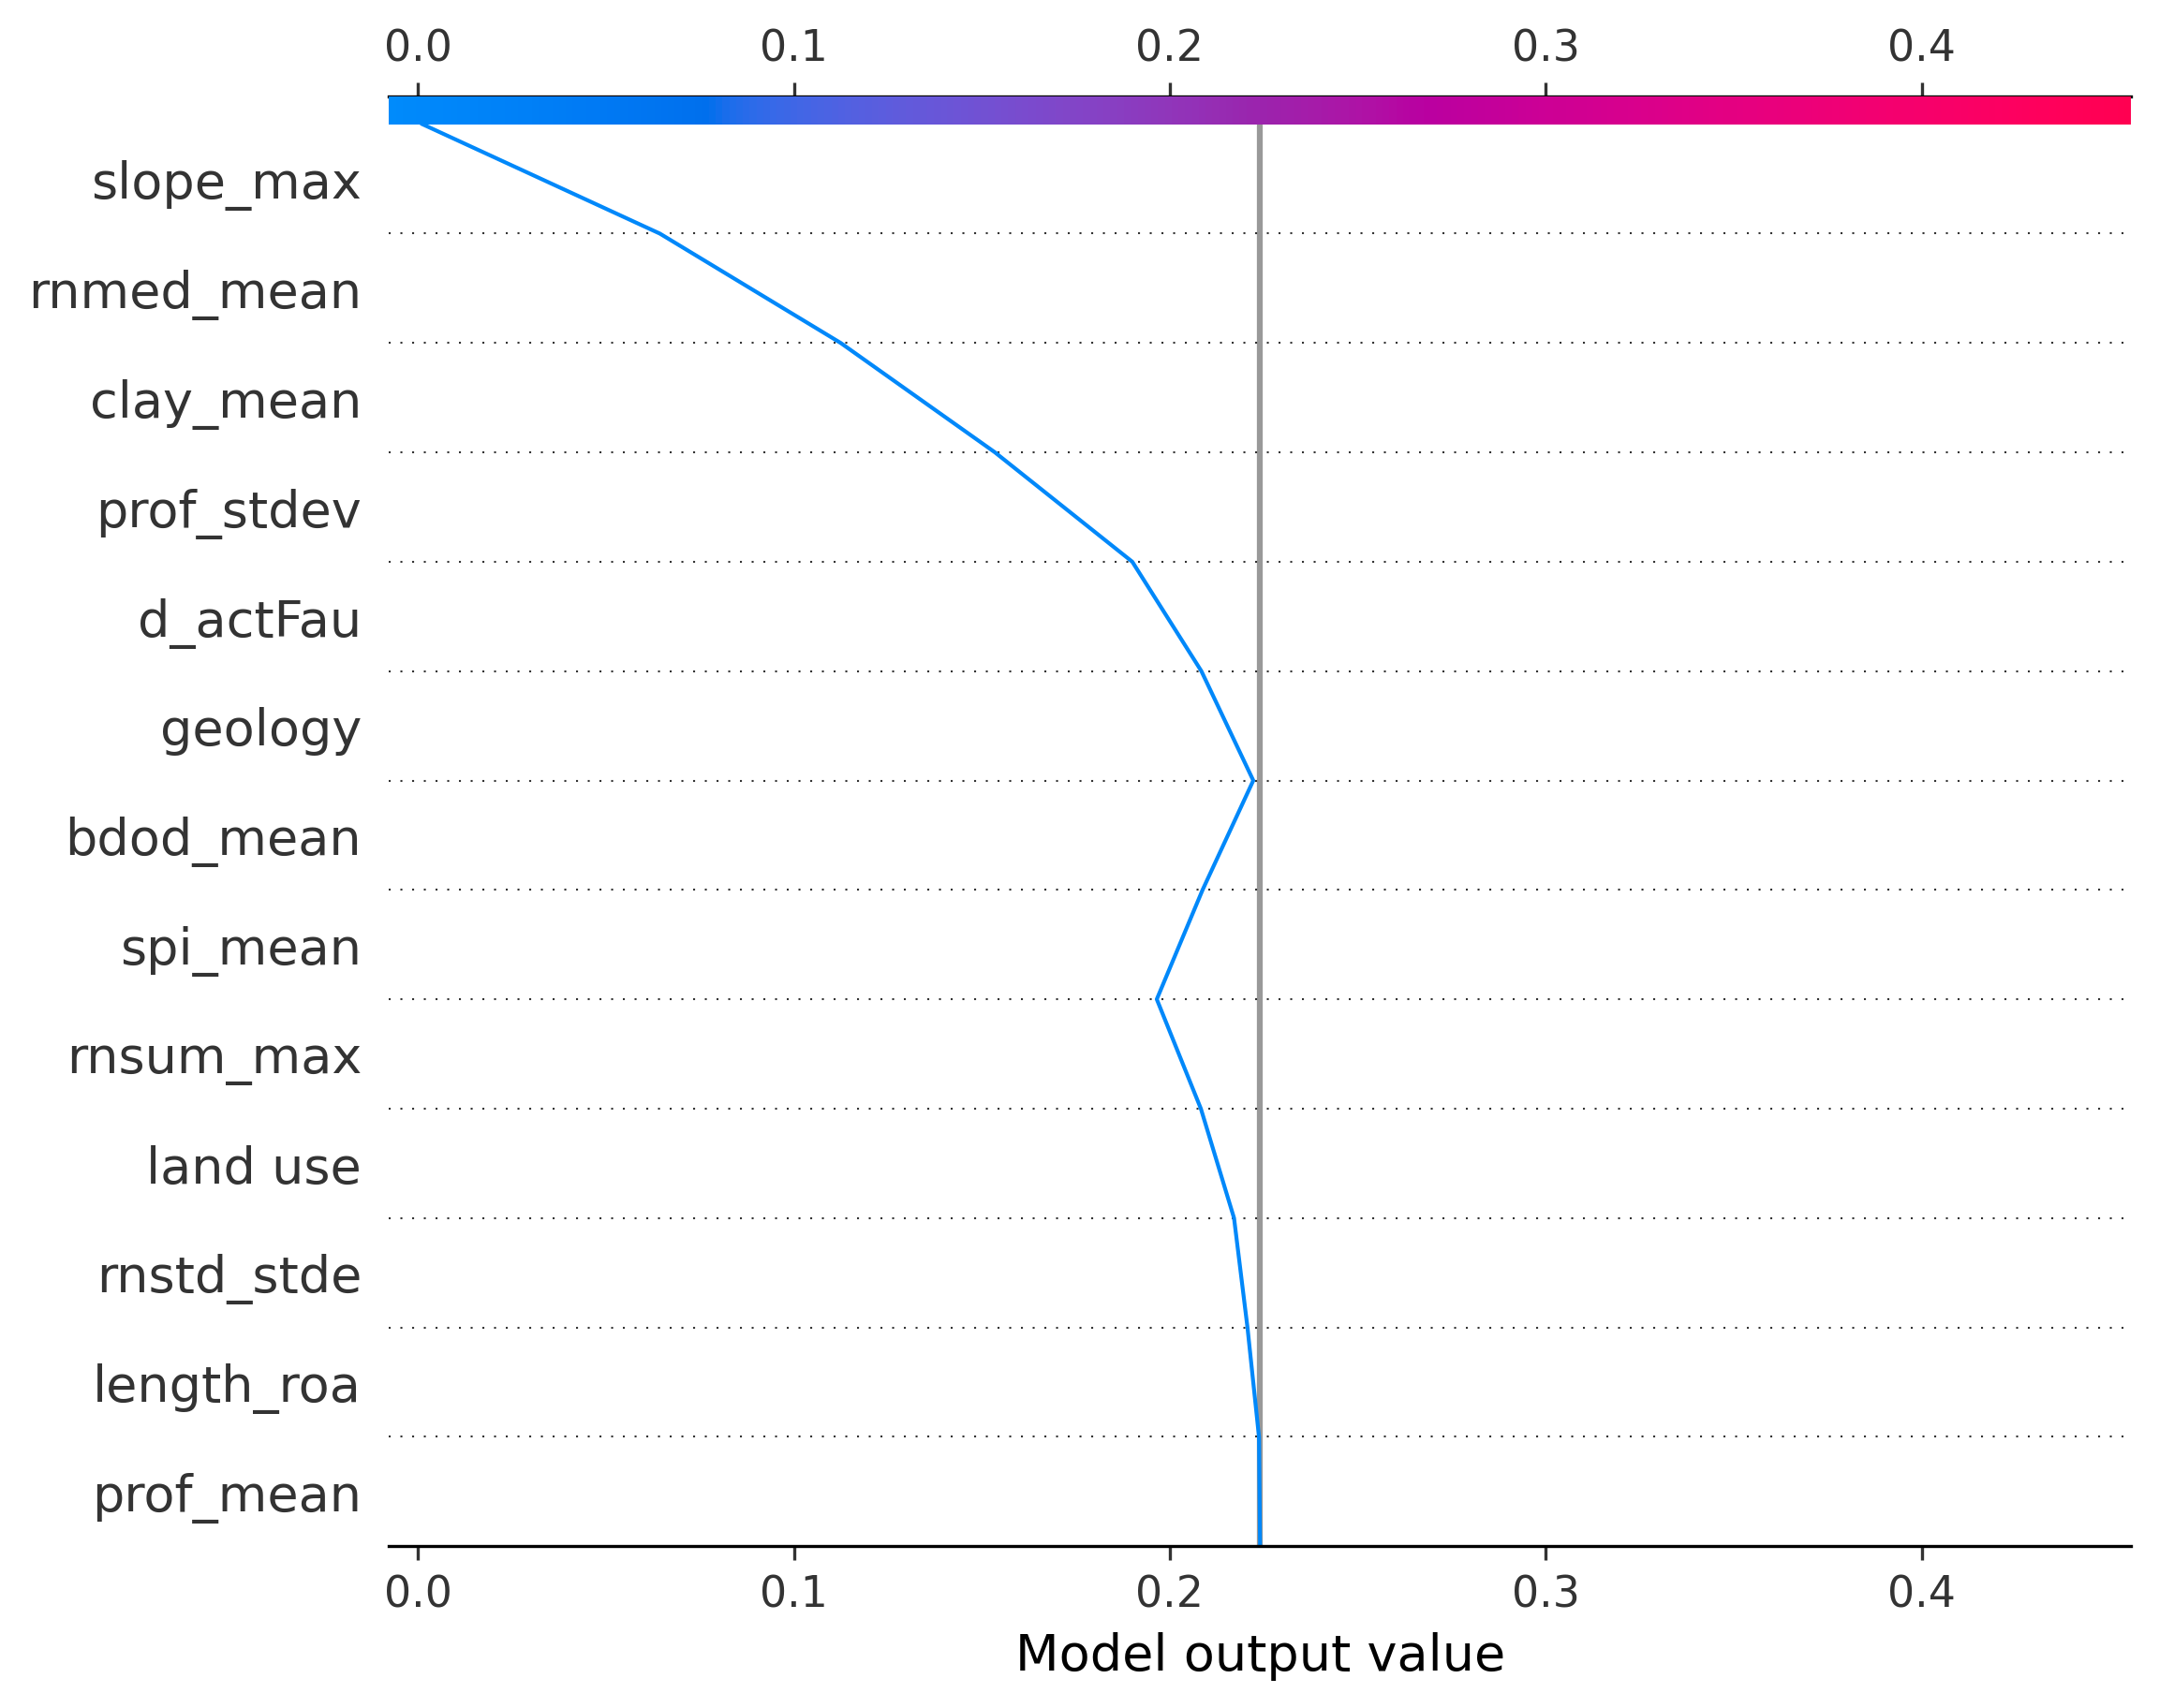 0.0 0.1 0.2 0.3 0.4
slope_max
rnmed_mean
clay_mean
prof_stdev
d_actFau
geology
bdod_mean
spi_mean
rnsum_max
land use
rnstd_stde
length_roa
prof_mean
0.0 0.1 0.2 0.3 0.4
Model output value